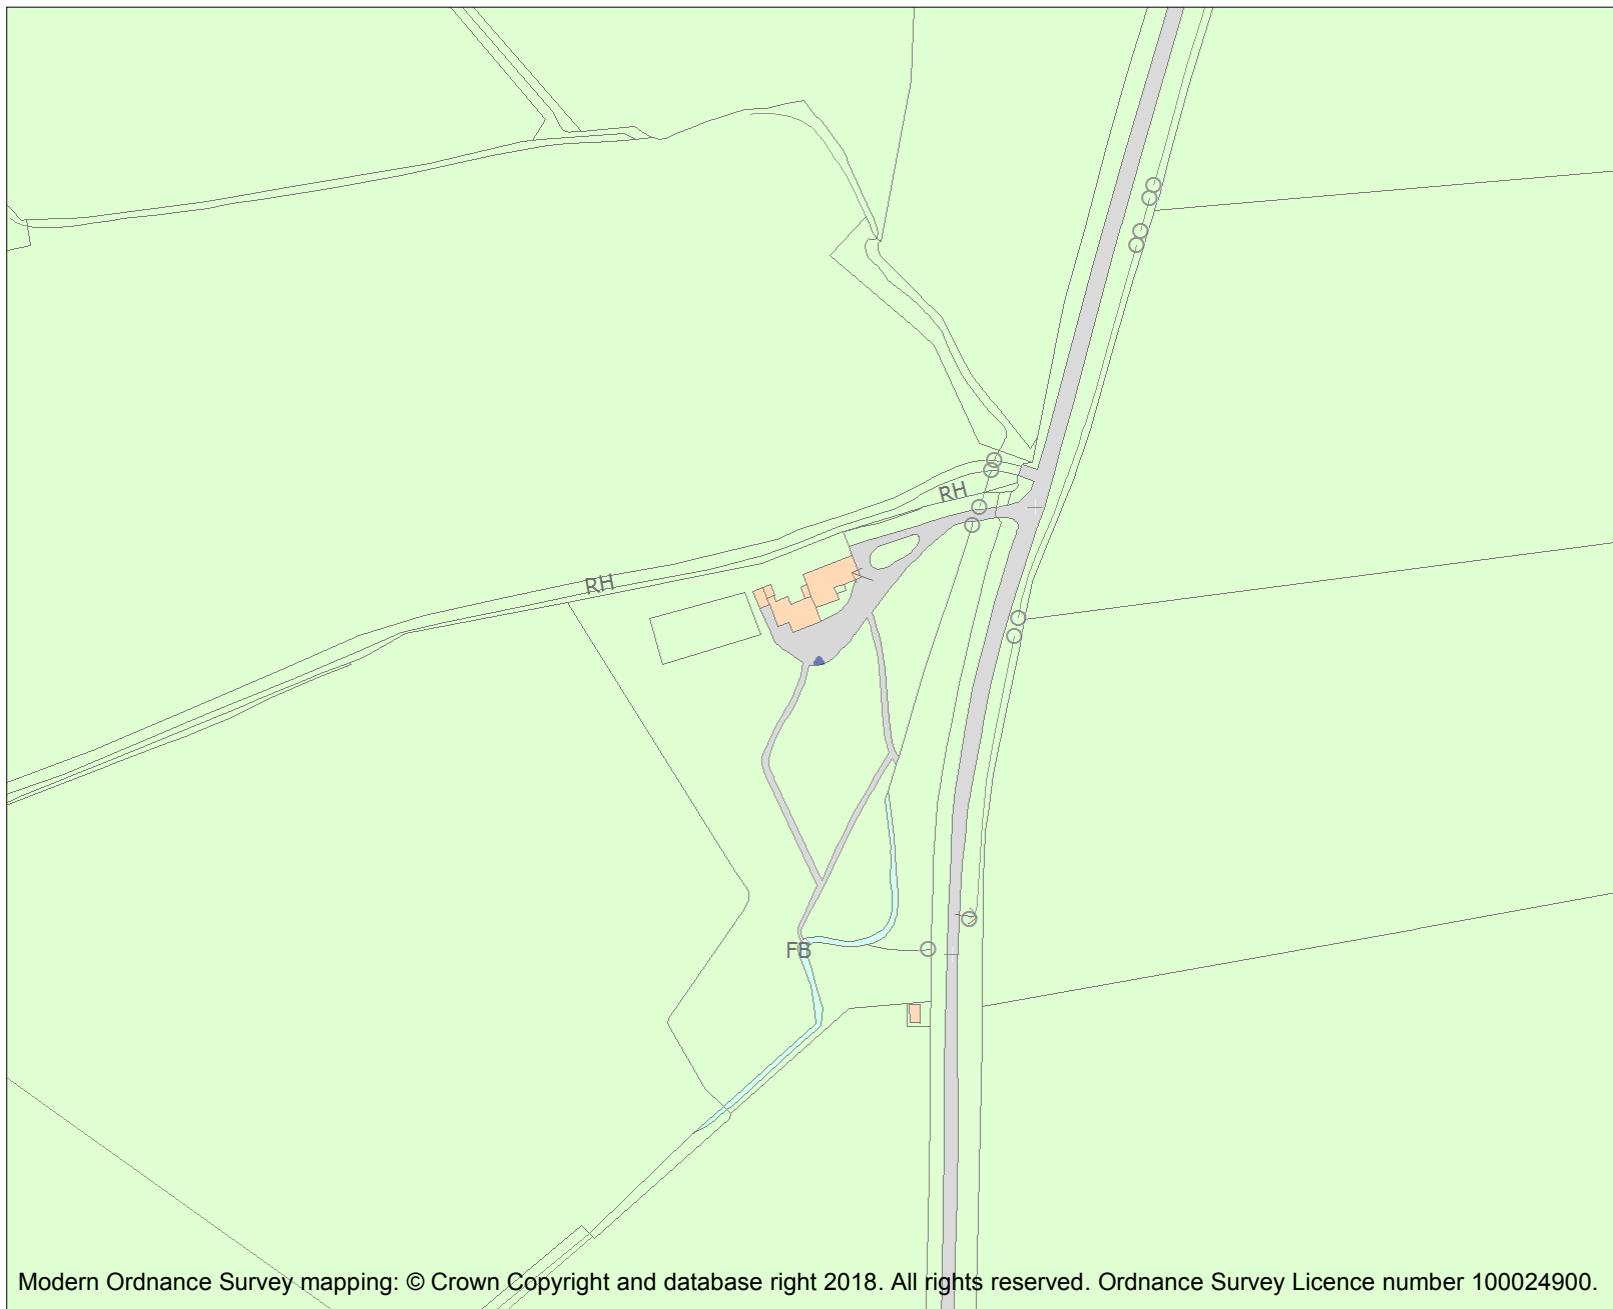 RH
RH
FB
Modern Ordnance Survey mapping: © Crown Copyright and database right 2018. All rights reserved. Ordnance Survey Licence number 100024900.